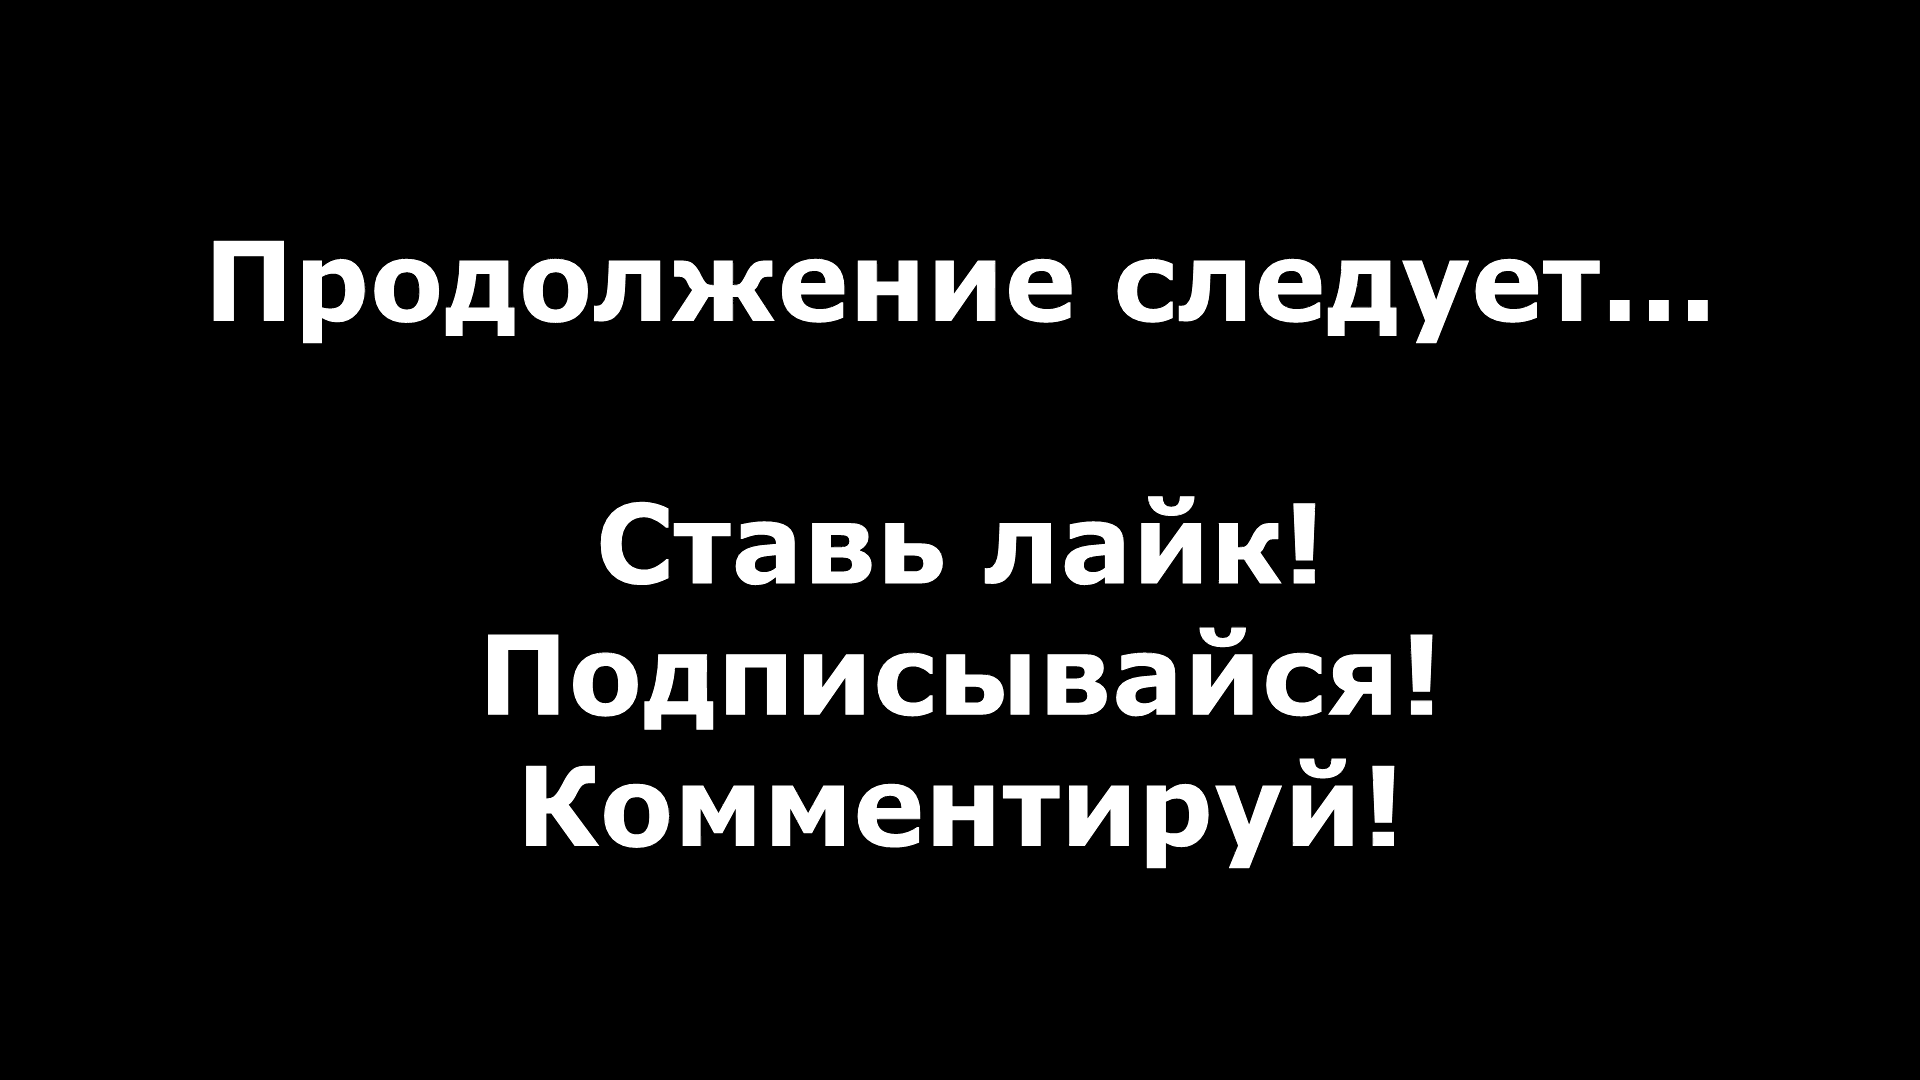 Продолжение следует...
Ставь лайк!
Подписывайся!
Комментируй!